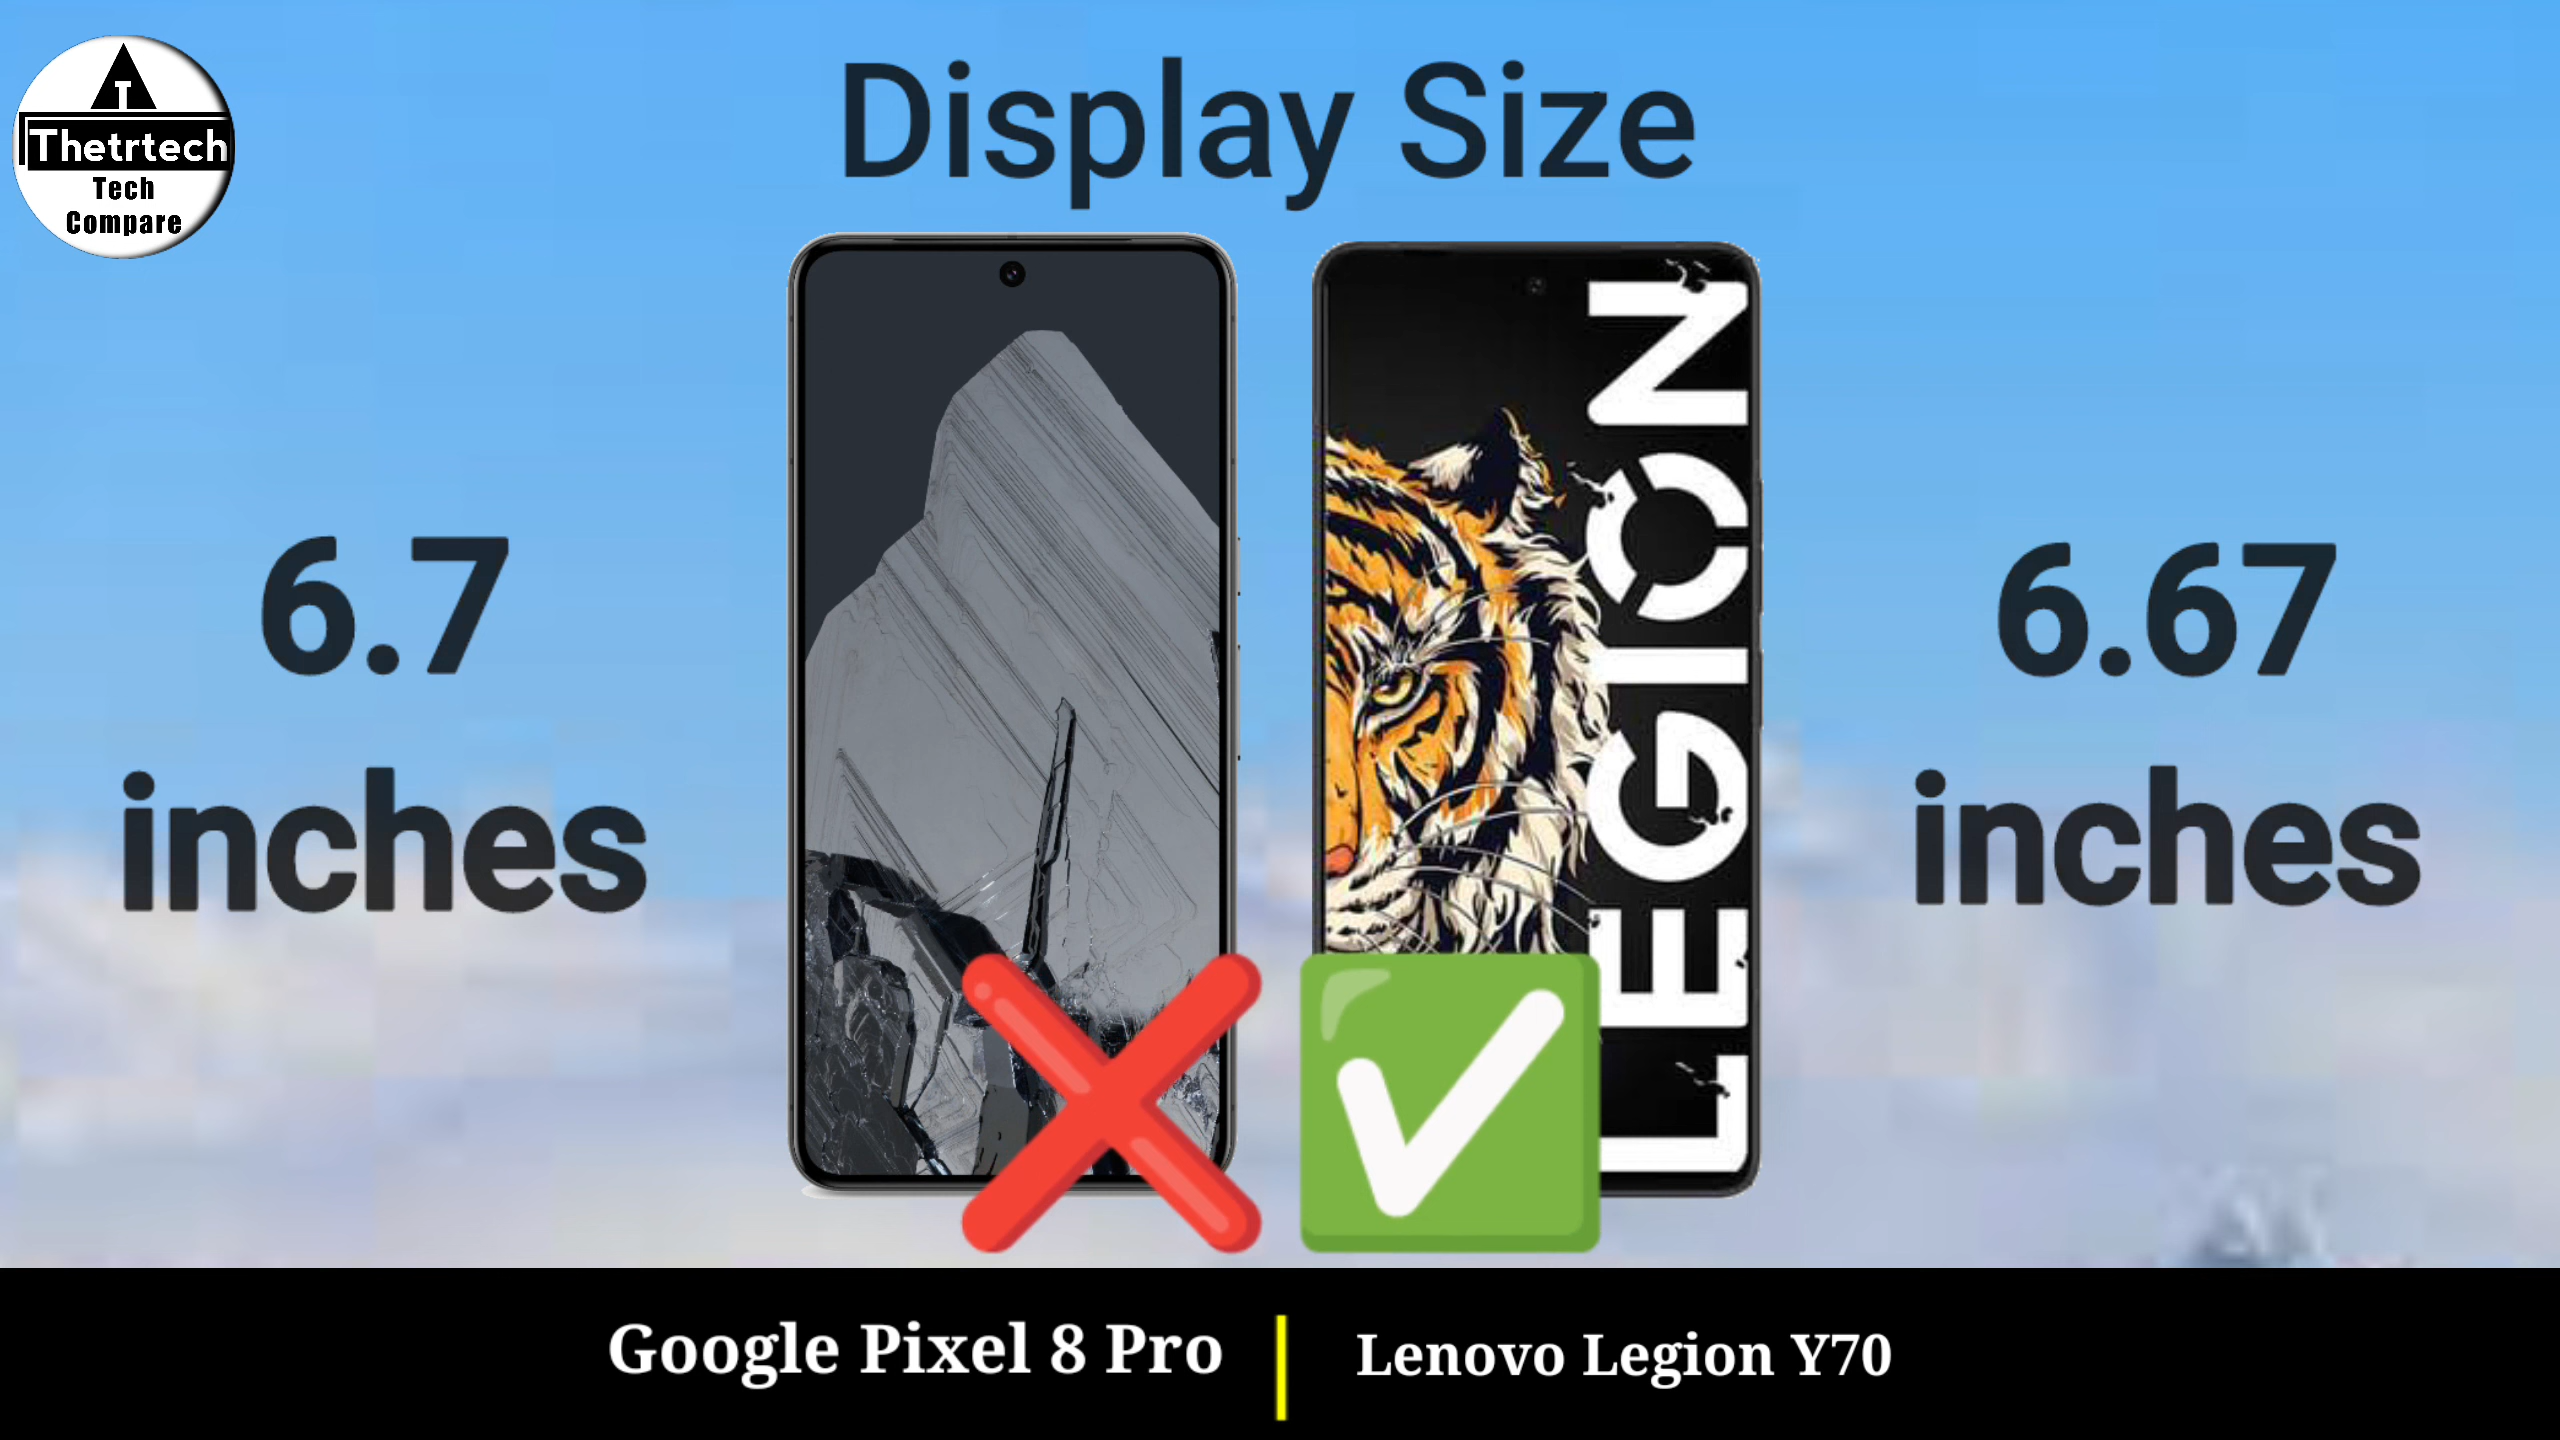 T
Thetrtech
Tech
Compare
Display Size
6.7
inches
LEGION
6.67
inches
Google Pixel 8 Pro
Lenovo Legion Y70